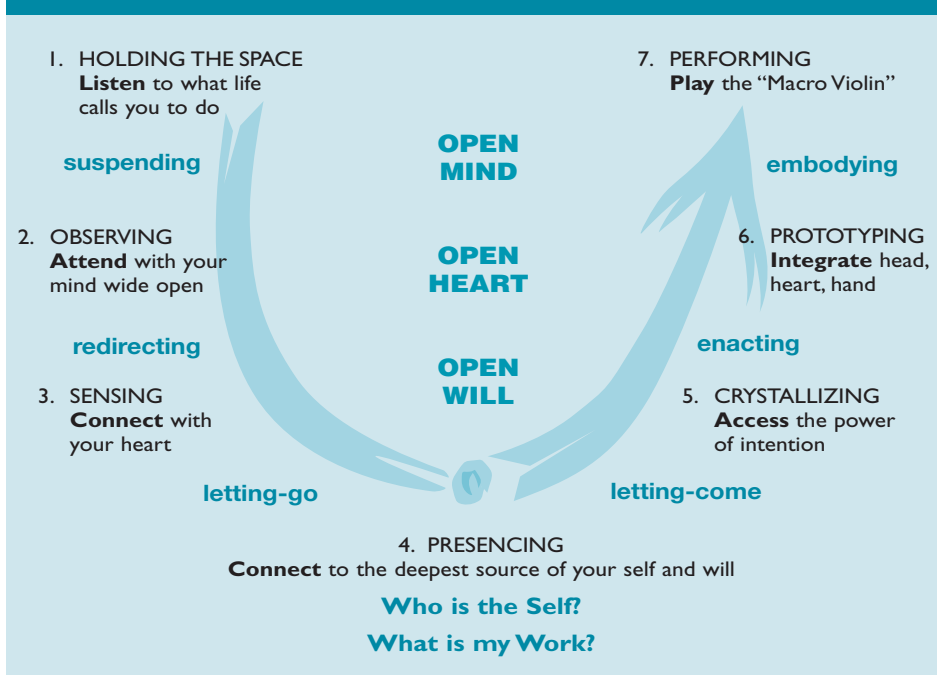 1. HOLDING THE SPACE
Listen to what life
calls you to do
suspending
2. OBSERVING
Attend with your
mind wide open
redirecting
3. SENSING
Connect with
your heart
letting-go
OPEN
MIND
OPEN
HEART
OPEN
WILL
4. PRESENCING
Connect to the deepest source of your self and will
Who is the Self?
What is my Work?
letting-come
5. CRYSTALLIZING
Access the power
of intention
enacting
6. PROTOTYPING
Integrate head,
heart, hand
embodying
7. PERFORMING
Play the “Macro Violin”